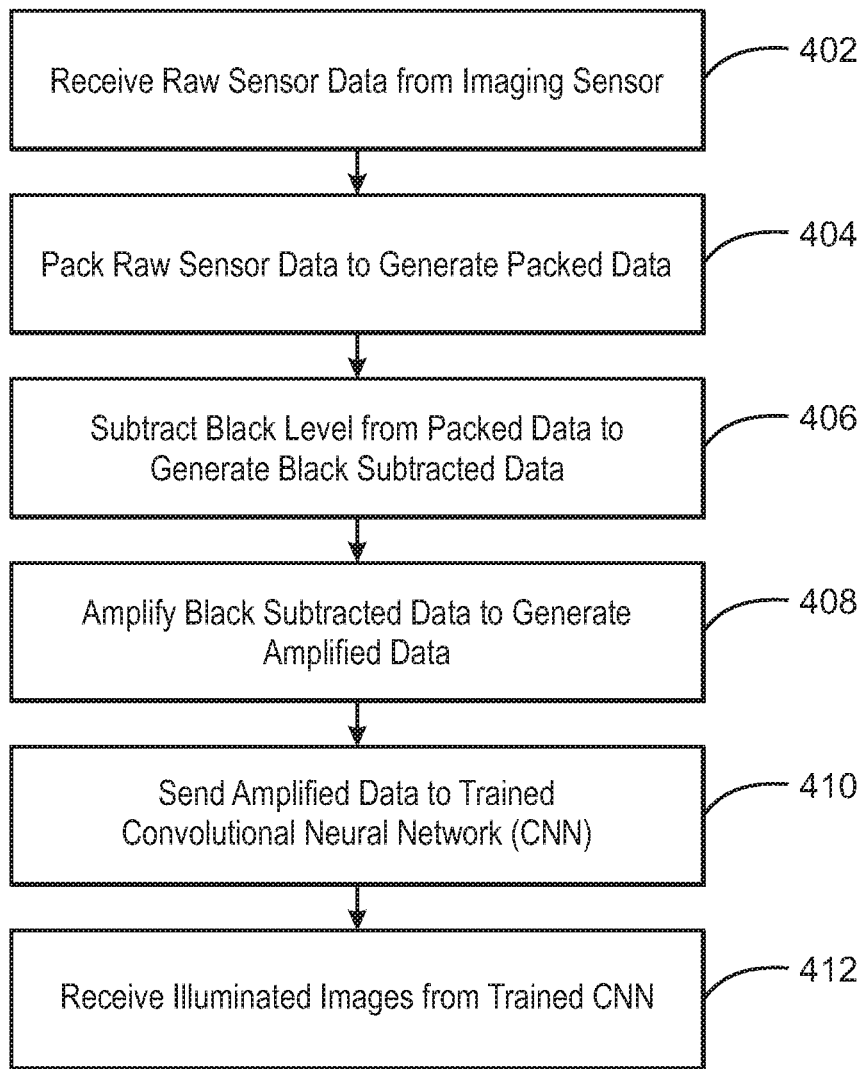 Receive Raw Sensor Data from Imaging Sensor
402
Pack Raw Sensor Data to Generate Packed Data
404
Subtract Black Level from Packed Data to
Generate Black Subtracted Data
406
Amplify Black Subtracted Data to Generate
Amplified Data
408
Send Amplified Data to Trained
Convolutional Neural Network (CNN)
410
Receive Illuminated Images from Trained CNN
412